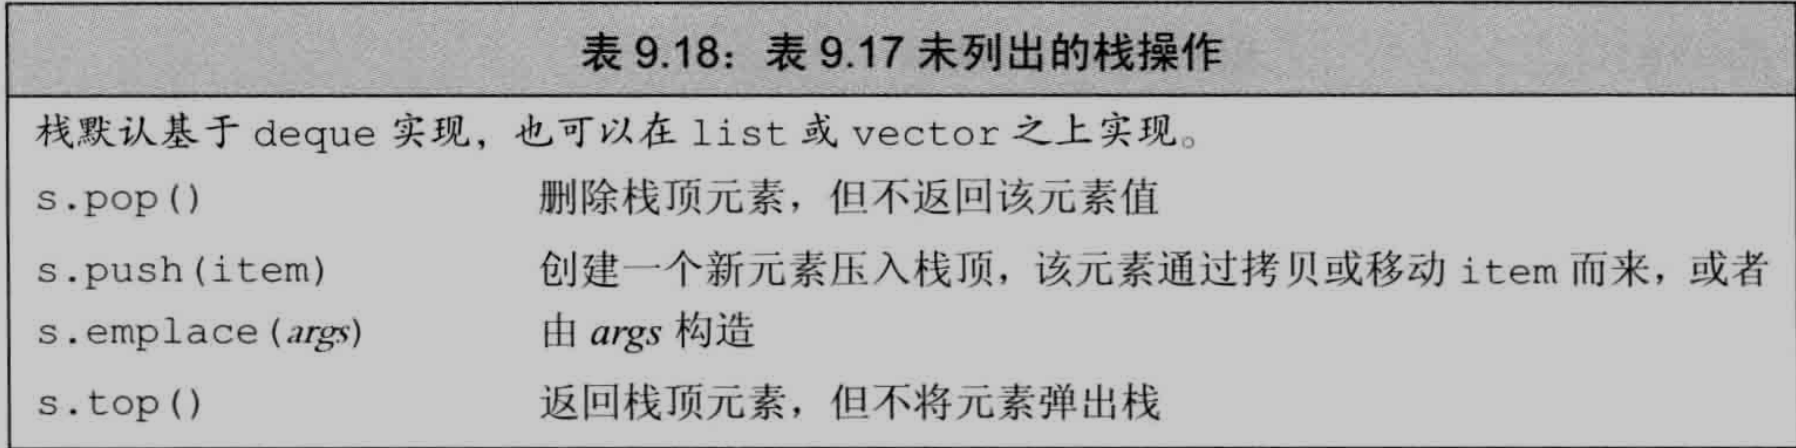 表 9.18：表 9.17 未列出的栈操作
栈默认基于 deque 实现，也可以在 list 或 vector 之上实现。
s.pop() 删除栈顶元素，但不返回该元素值
s.push(item) 创建一个新元素压入栈顶，该元素通过拷贝或移动 item 而来，或者
s.emplace(args) 由 args 构造
s.top() 返回栈顶元素，但不将元素弹出栈